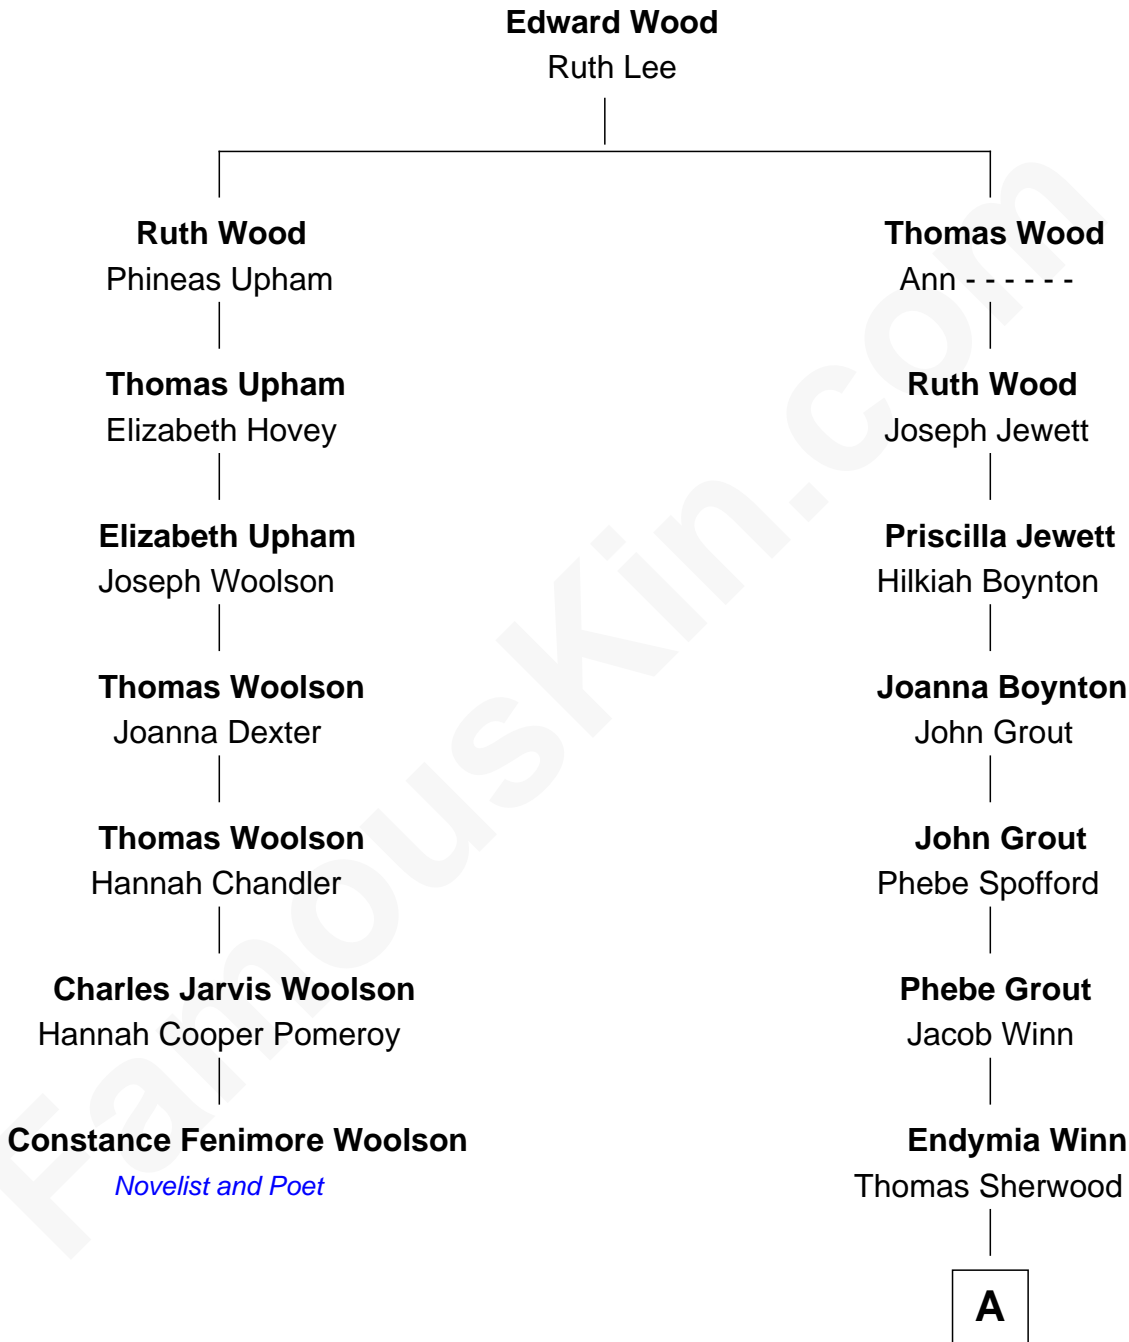 Edward Wood
Ruth Lee
Ruth Wood
Phineas Upham
Thomas Upham
Elizabeth Hovey
Elizabeth Upham
Joseph Woolson
Thomas Woolson
Joanna Dexter
Thomas Woolson
Hannah Chandler
Charles Jarvis Woolson
Hannah Cooper Pomeroy
Constance Fenimore Woolson
Novelist and Poet
Thomas Wood
Ann - - - - - -
Ruth Wood
Joseph Jewett
Priscilla Jewett
Hilkiah Boynton
Joanna Boynton
John Grout
John Grout
Phebe Spofford
Phebe Grout
Jacob Winn
Endymia Winn
Thomas Sherwood
A
FamousKin.com